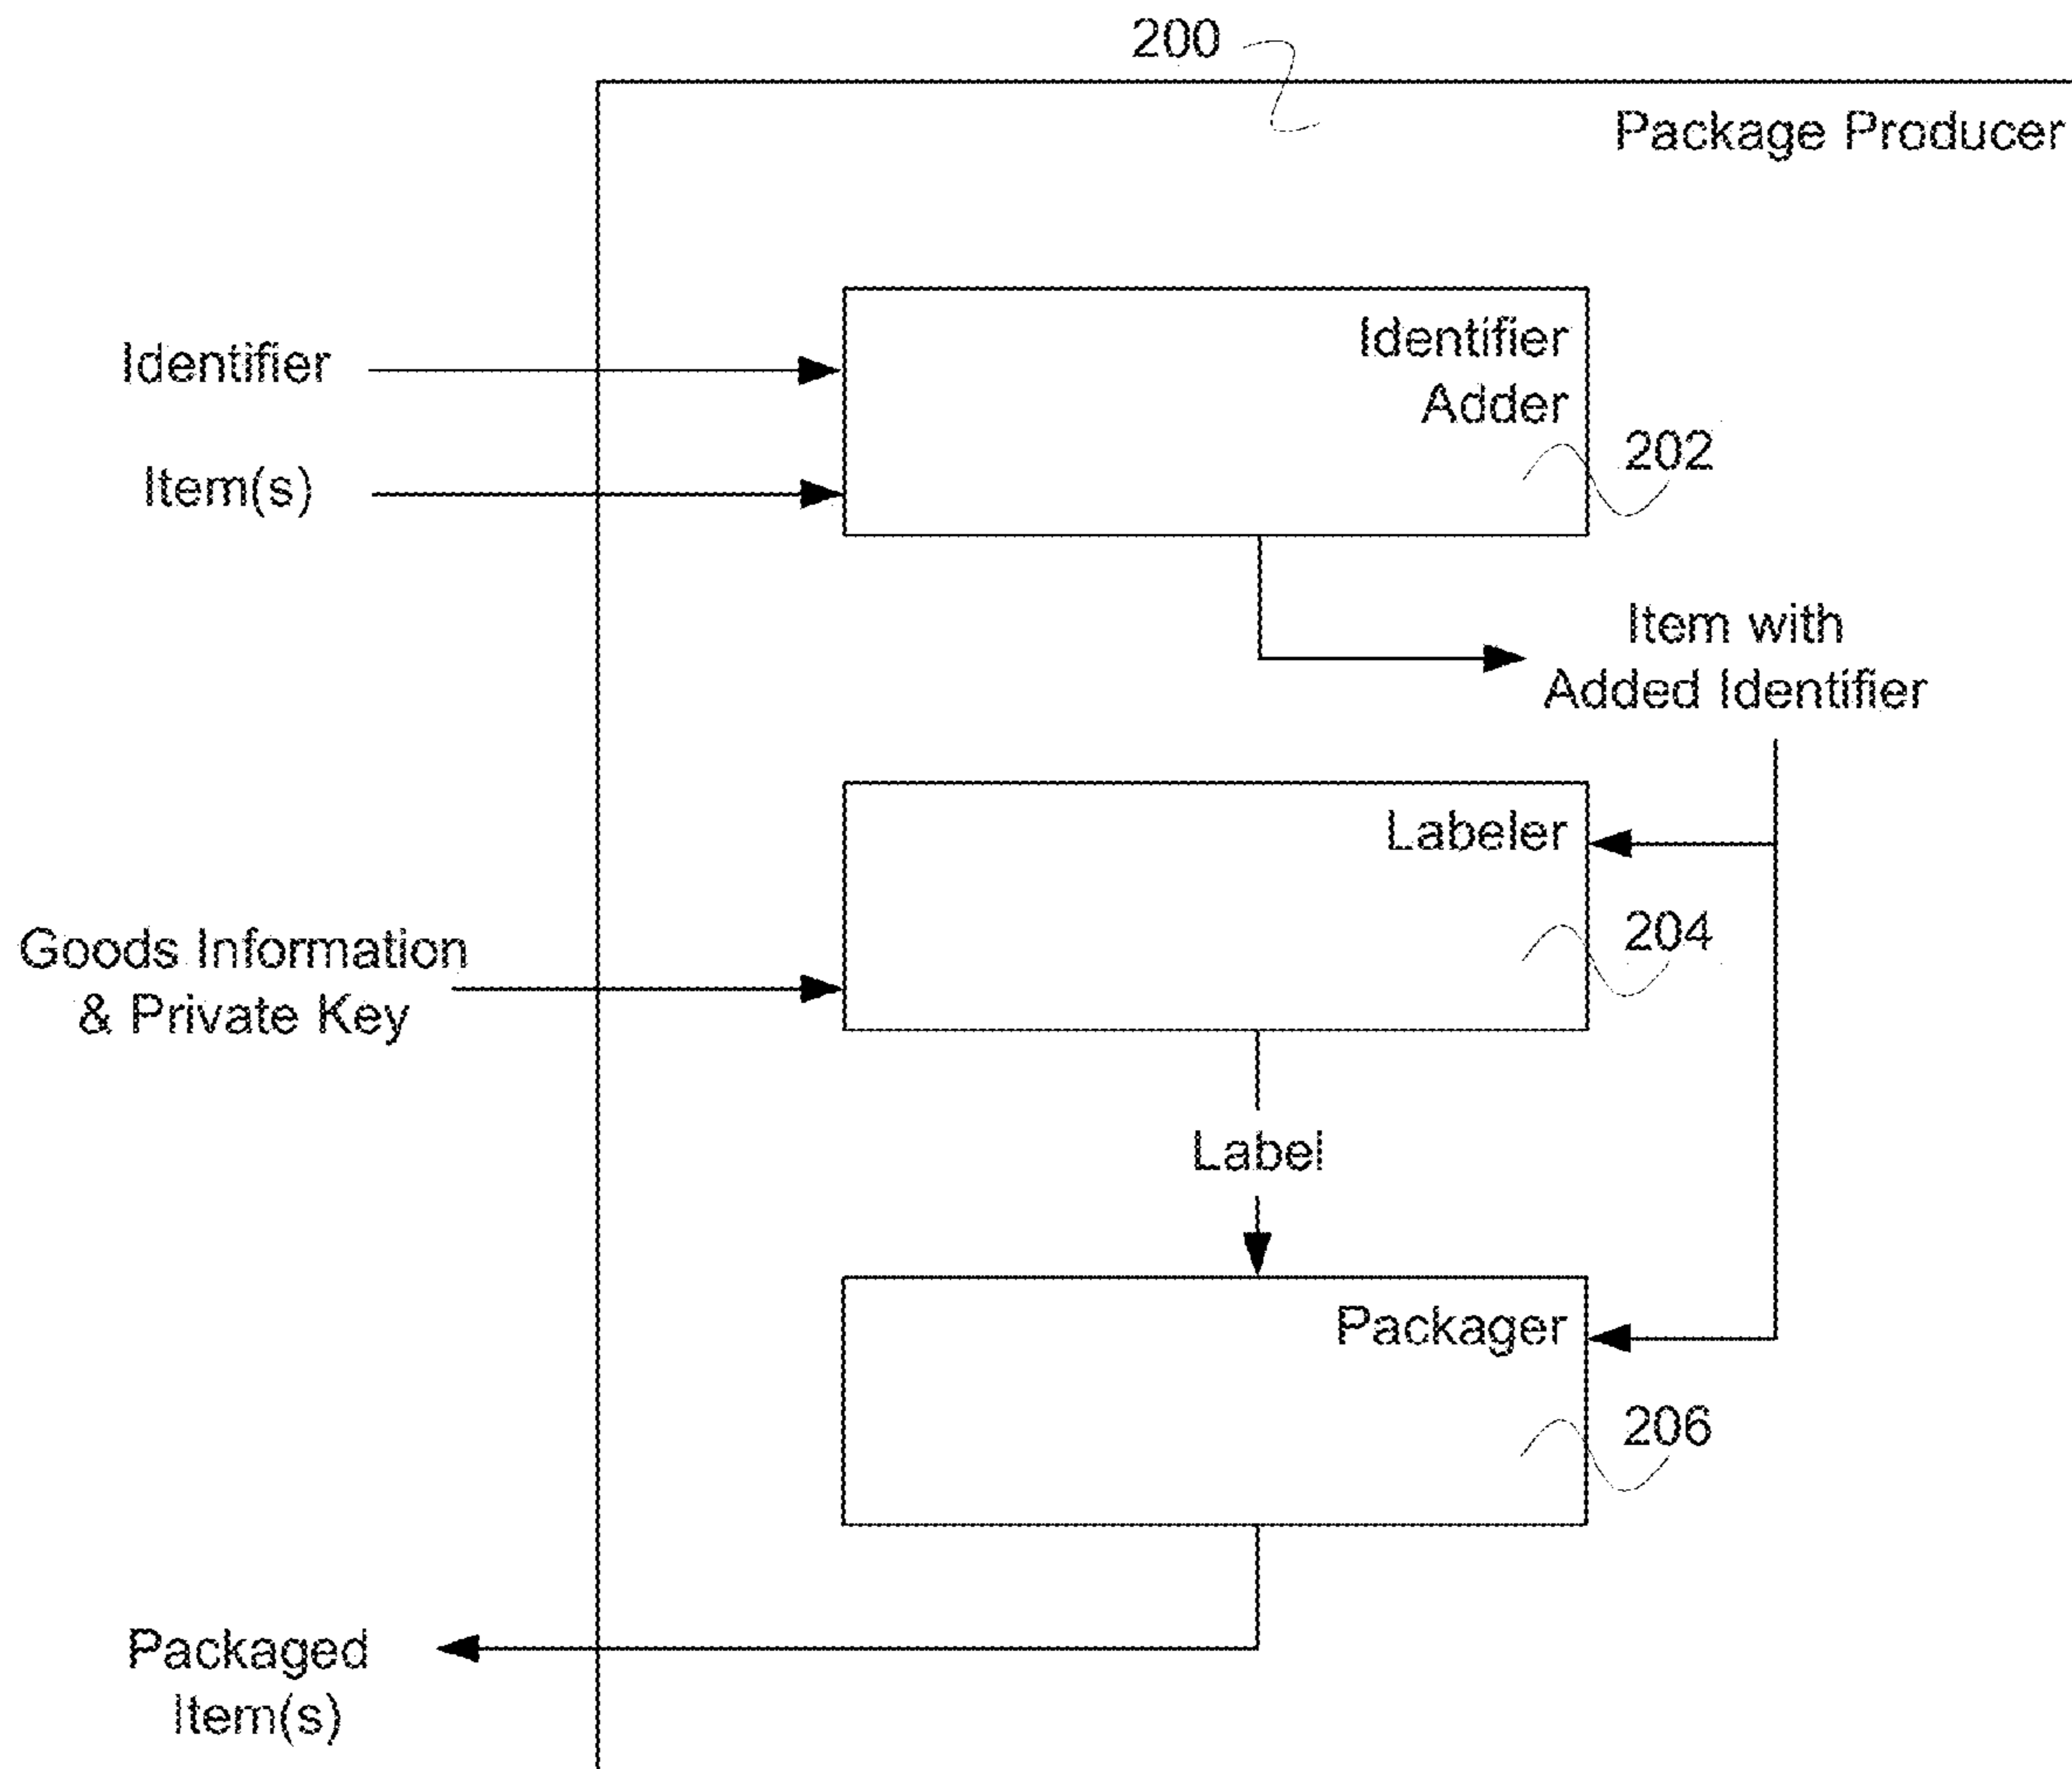 200
Package Producer
Identifier
Adder
Identifier
202
Item(s)
Item with
Added Identifier
Labeler
204
Goods Information
& Private Key
Label
Packager
206
Packaged
Item(s)